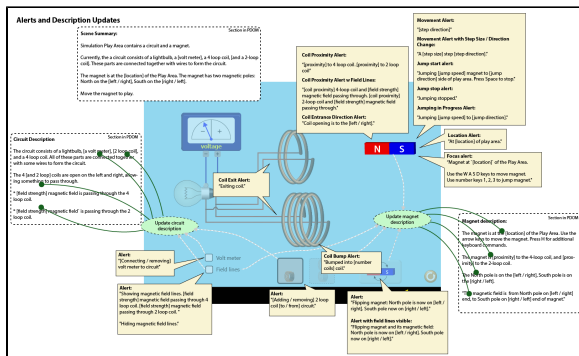 Alerts and Description Updates
Section in PDOM
Scene Summary:
Simulation Play Area contains a circuit and a magnet.
Currently, the a circuit consists of a lightbulb, a [volt meter], a 4 loop coil, [and a 2-loop
coil]. These parts are connected together with some wires to form the circuit.
The magnet is at the [location] of the Play Area. The magnet has two magnetic poles:
North on the [left / right], South on the [right / left].
Move the magnet to play.
Coil Proximity Alert:
"[proximity] to 4 loop coil. [proximity] to 2 loop
coil"
Coil Proximity Alert w Field Lines:
"[coil proximity] 4-loop coil and [field strength]
magnetic field passing through. [coil proximity]
2-loop coil and [field strength] magnetic field
passing through."
Coil Entrance Direction Alert:
"Coil opening is to the [left / right]."
Movement Alert:
"[step direction]"
Movement Alert with Step Size / Direction
Change:
"A [step size] step [step direction]."
Jump start alert
"Jumping [jump speed] magnet to [jump
direction] side of play area. Press Space to stop."
Jump stop alert:
"Jumping stopped."
Jumping in Progress Alert:
"Jumping [jump speed] to [jump direction]."
Location Alert:
"At [location] of play area."
Focus alert:
"Magnet at '[location]' of the Play Area.
Use the W A S D keys to move magnet.
Use number keys 1, 2, 3 to jump magnet."
N S
voltage
Circuit Description
Section in PDOM
The circuit consists of a lightbulb, [a volt meter], [2 loop coil],
and a 4-loop coil. All of these parts are connected together
with some wires to form the circuit.
The 4 [and 2 loop] coils are open on the left and right, allowing
something to pass through.
* [field strength] magnetic field is passing through the 4
loop coil.
* [field strength] magnetic field is passing through the 2
loop coil.
Coil Exit Alert:
"Exiting coil."
Update circuit
description
Update magnet
description
Section in PDOM
Magnet description:
The magnet is at the [location] of the Play Area. Use the
arrow key to move the magnet. Press H for additional
keyboard commands.
The magnet is [proximity] to the 4-loop coil, and [proximity]
to the 2-loop coil.
The North pole is on the [left / right], South pole is on
the [right / left].
The magnetic field is: from North pole on [left / right]
end, to South pole on [right / left] end of magnet."
Alert:
"[Connecting / removing]
volt meter to circuit"
Volt meter
Field lines
Coil Bump Alert:
"Bumped into [number
coils] coil"
Alert:
"Showing magnetic field lines. [field
strength] magnetic field passing through 4
loop coil. [field strength] magnetic field
passing through 2 loop coil. "
"Hiding magnetic field lines."
Alert:
"[Adding / removing] 2 loop
coil [to / from] circuit"
Alert:
"Flipping magnet: North pole is now on [left / right],
South pole now on [right / left]."
Alert with field lines visible:
"Flipping magnet and its magnetic field:
North pole is now on [left / right], South pole
now on [right / left]."